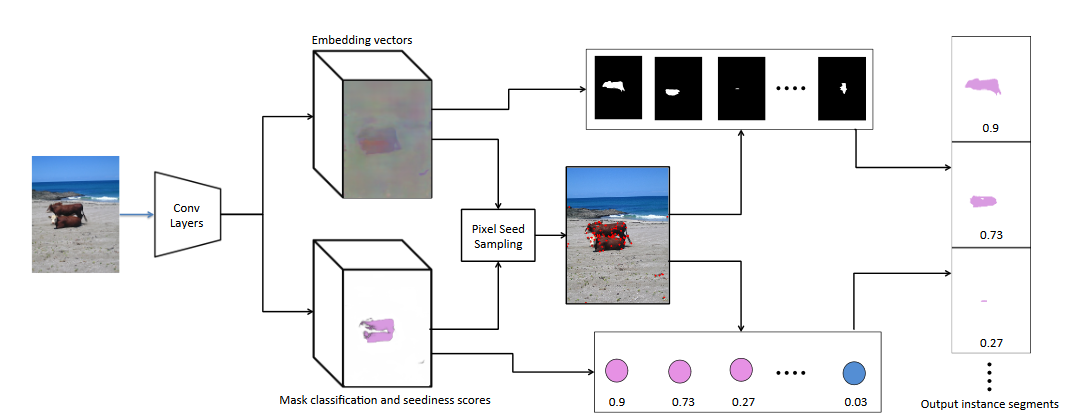 Embedding vectors
Conv
Layers
Pixel Seed
Sampling
Mask classification and seediness scores
0.9
0.73
0.27
0.03
0.9
0.73
0.27
Output instance segments